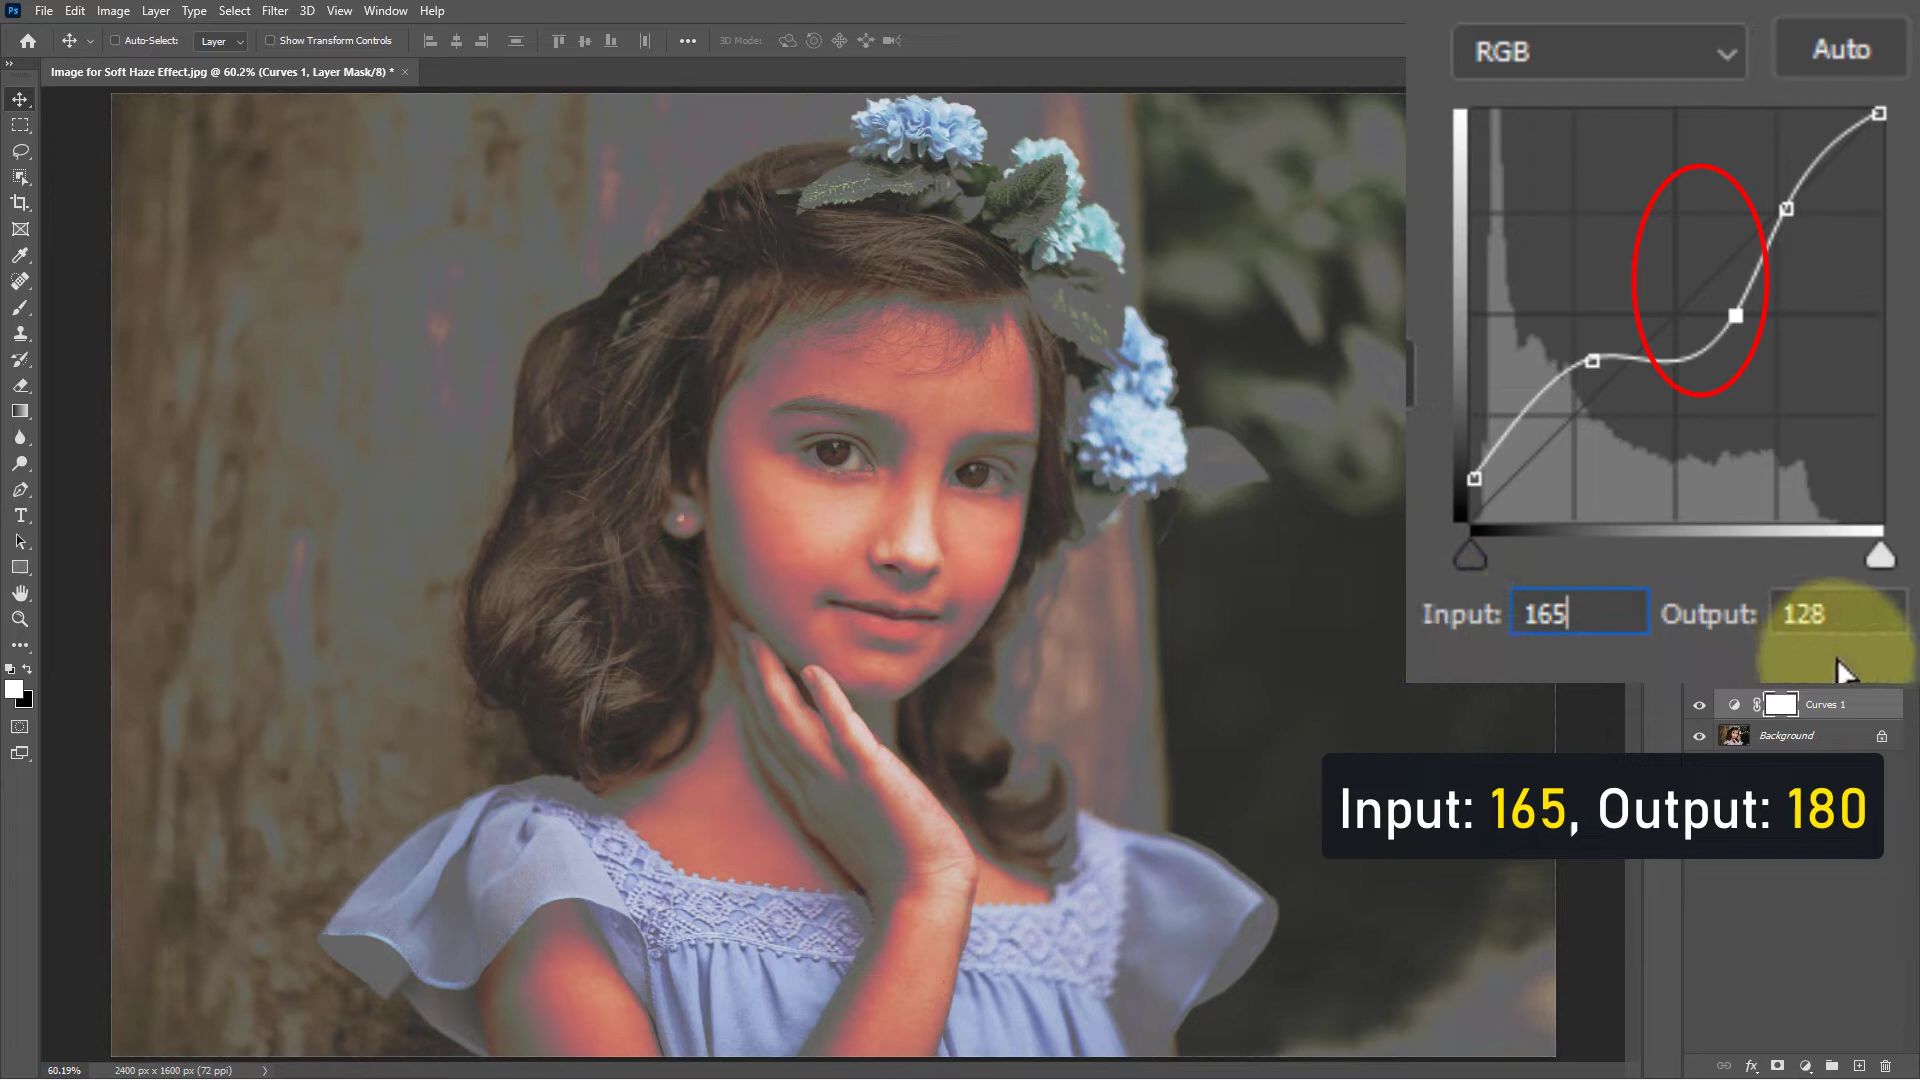 Ps File Edit Image Layer Type Select Filter 3D View Window Help
Auto-Select: Layer Show Transform Controls 3D Mode:
Image for Soft Haze Effect.jpg @ 60.2% (Curves 1, Layer Mask/8) * ×
RGB Auto
Input: 165 Output: 128
Curves 1
Background
Input: 165, Output: 180
60.19% 2400 px x 1600 px (72 ppi)
fx